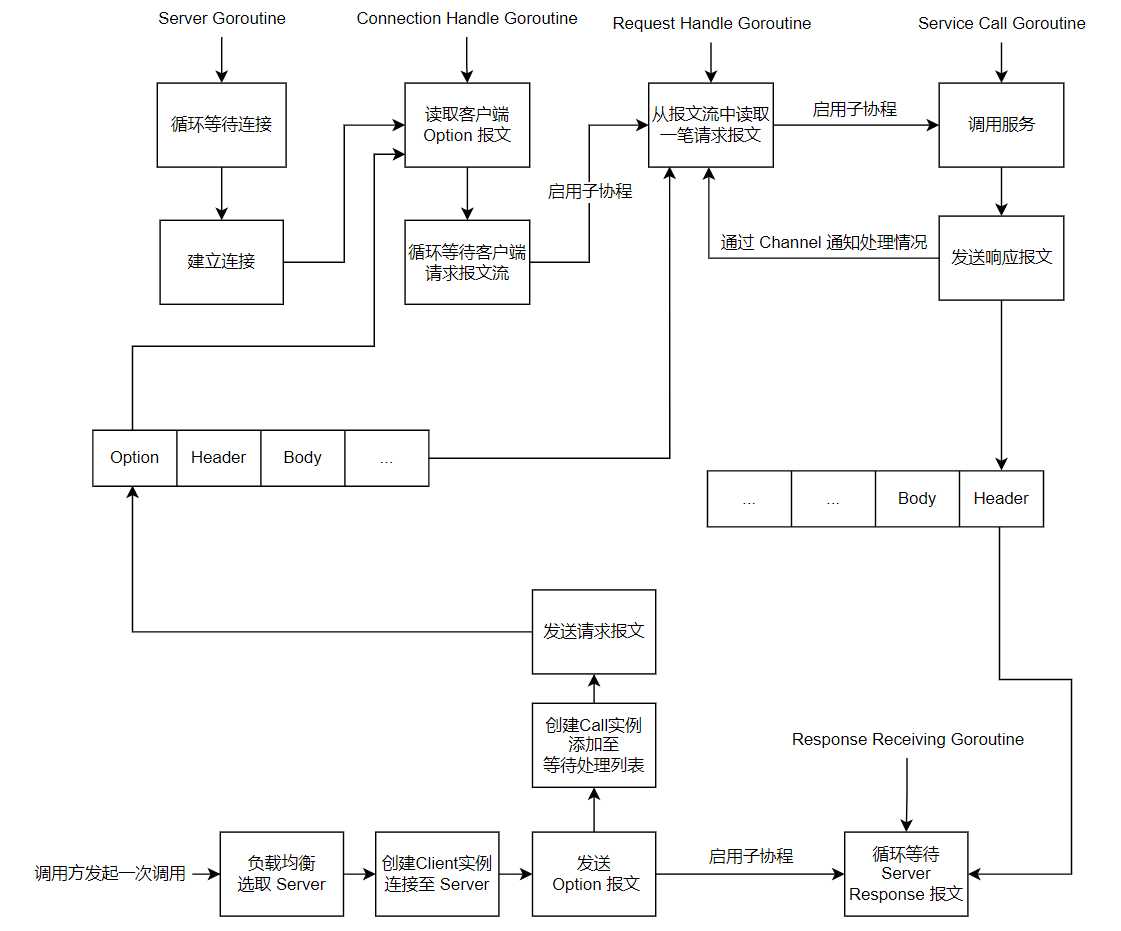 Server Goroutine
Connection Handle Goroutine
Request Handle Goroutine
Service Call Goroutine
循环等待连接
读取客户端
Option 报文
从报文流中读取
一笔请求报文
启用子协程
调用服务
启用子协程
建立连接
循环等待客户端
请求报文流
通过 Channel 通知处理情况
发送响应报文
Option
Header
Body
...
...
...
Body
Header
发送请求报文
创建Call实例
添加至
等待处理列表
Response Receiving Goroutine
调用方发起一次调用
负载均衡
选取 Server
创建Client实例
连接至 Server
发送
Option 报文
启用子协程
循环等待
Server
Response 报文